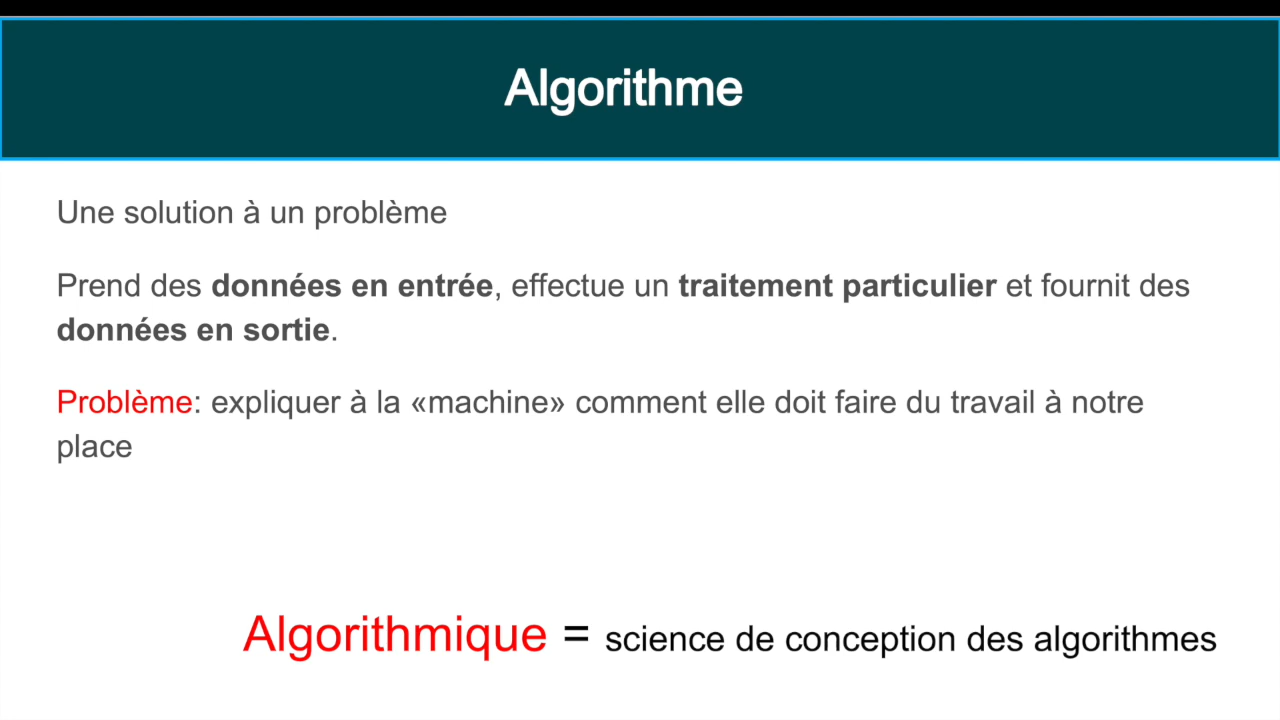 Algorithme
Une solution à un problème
Prend des données en entrée, effectue un traitement particulier et fournit des
données en sortie.
Problème: expliquer à la «machine» comment elle doit faire du travail à notre
place
Algorithmique = science de conception des algorithmes